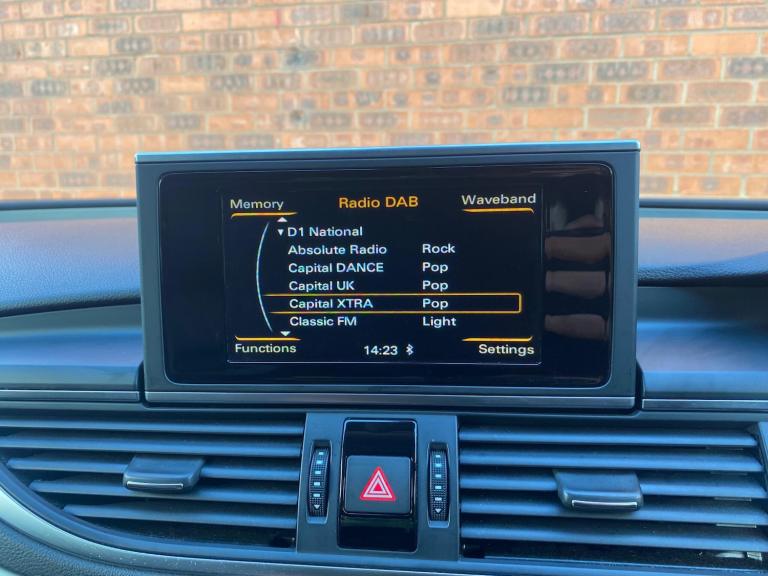 Memory Radio DAB Waveband
D1 National
Absolute Radio Rock
Capital DANCE Pop
Capital UK Pop
Capital XTRA Pop
Classic FM Light
Functions 14:23 Settings